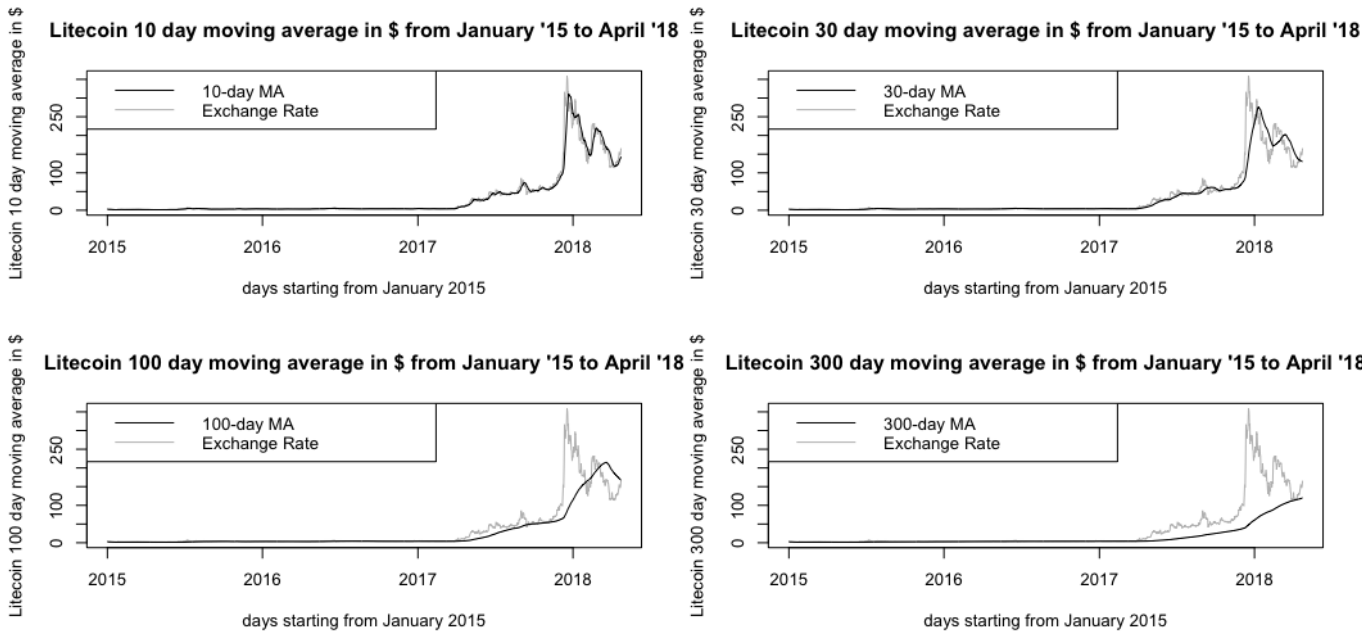 Litecoin 10 day moving average in $ from January '15 to April '18
Litecoin 10 day moving average in $
10-day MA
Exchange Rate
250
100
0
2015 2016 2017 2018
days starting from January 2015
Litecoin 30 day moving average in $ from January '15 to April '18
Litecoin 30 day moving average in $
30-day MA
Exchange Rate
250
100
0
2015 2016 2017 2018
days starting from January 2015
Litecoin 100 day moving average in $ from January '15 to April '18
Litecoin 100 day moving average in $
100-day MA
Exchange Rate
250
100
0
2015 2016 2017 2018
days starting from January 2015
Litecoin 300 day moving average in $ from January '15 to April '18
Litecoin 300 day moving average in $
300-day MA
Exchange Rate
250
100
0
2015 2016 2017 2018
days starting from January 2015